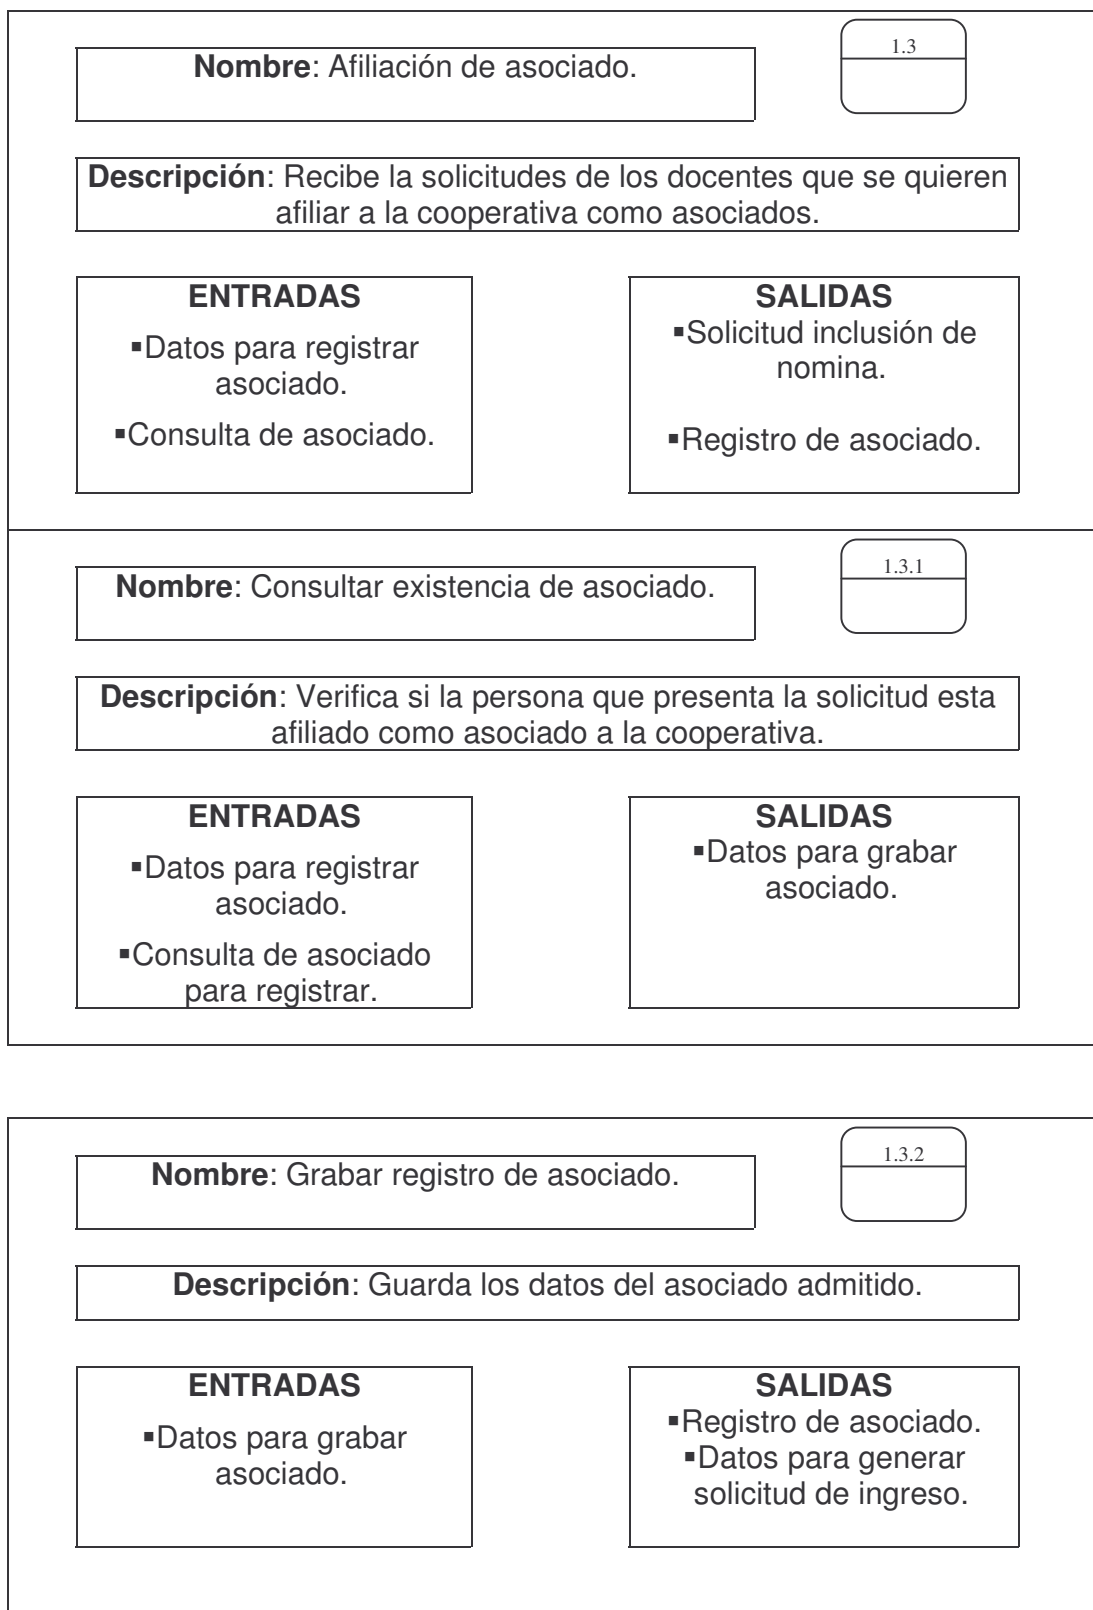 1.3
Nombre: Afiliación de asociado.
Descripción: Recibe la solicitudes de los docentes que se quieren
afiliar a la cooperativa como asociados.
ENTRADAS
▪Datos para registrar
asociado.
▪Consulta de asociado.
SALIDAS
▪Solicitud inclusión de
nomina.
▪Registro de asociado.
1.3.1
Nombre: Consultar existencia de asociado.
Descripción: Verifica si la persona que presenta la solicitud esta
afiliado como asociado a la cooperativa.
ENTRADAS
▪Datos para registrar
asociado.
▪Consulta de asociado
para registrar.
SALIDAS
▪Datos para grabar
asociado.
1.3.2
Nombre: Grabar registro de asociado.
Descripción: Guarda los datos del asociado admitido.
ENTRADAS
▪Datos para grabar
asociado.
SALIDAS
▪Registro de asociado.
▪Datos para generar
solicitud de ingreso.